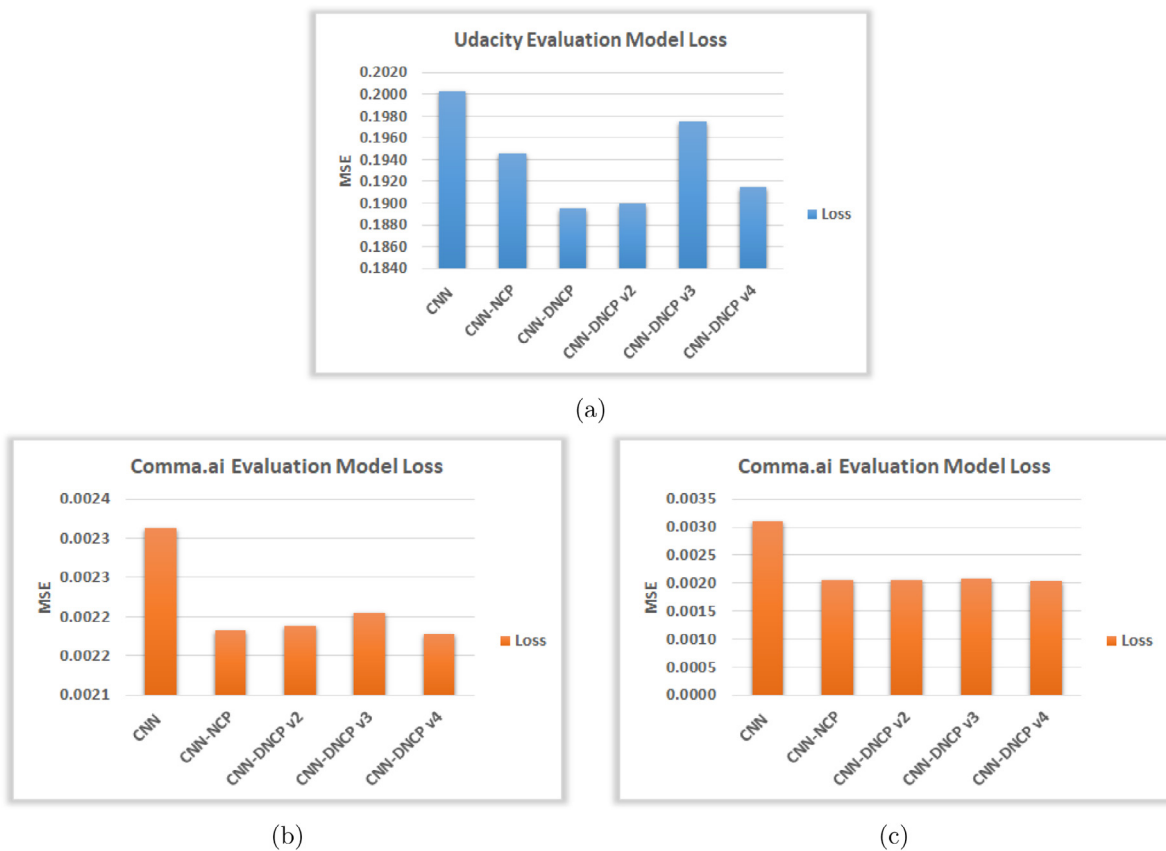 Udacity Evaluation Model Loss
0.2020
0.2000
0.1980
0.1960
0.1940
0.1920
0.1900
0.1880
0.1860
0.1840
MSE
CNN
CNN-NCP
CNN-DNCP
CNN-DNCP v2
CNN-DNCP v3
CNN-DNCP v4
Loss
(a)
Comma.ai Evaluation Model Loss
0.0024
0.0023
0.0023
0.0022
0.0022
0.0021
MSE
CNN
CNN-NCP
CNN-DNCP v2
CNN-DNCP v3
CNN-DNCP v4
Loss
(b)
Comma.ai Evaluation Model Loss
0.0035
0.0030
0.0025
0.0020
0.0015
0.0010
0.0005
0.0000
MSE
CNN
CNN-NCP
CNN-DNCP v2
CNN-DNCP v3
CNN-DNCP v4
Loss
(c)